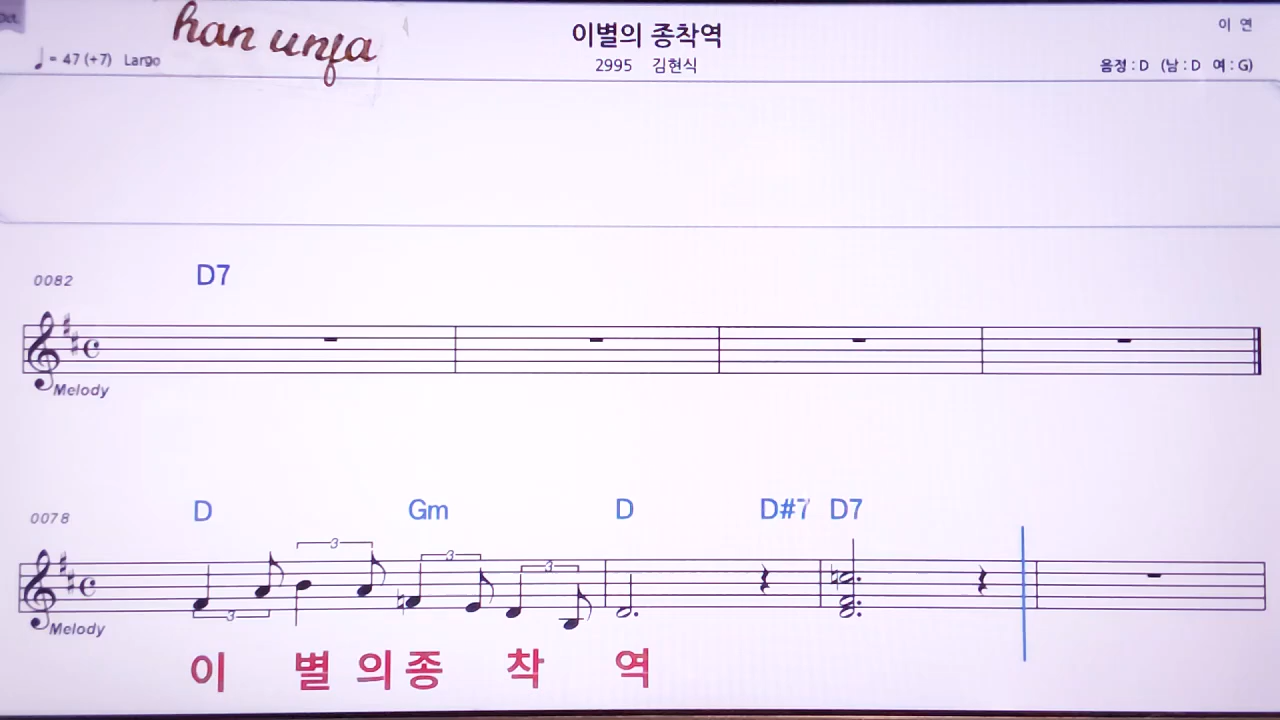 han unfa
이별의 종착역
이 연
♩= 47 (+7) Largo
2995 김현식
음정 : D (남 : D 여 : G)
0082
D7
Melody
0078
D Gm D D#7 D7
3 3 3 3
Melody
이 별 의 종 착 역